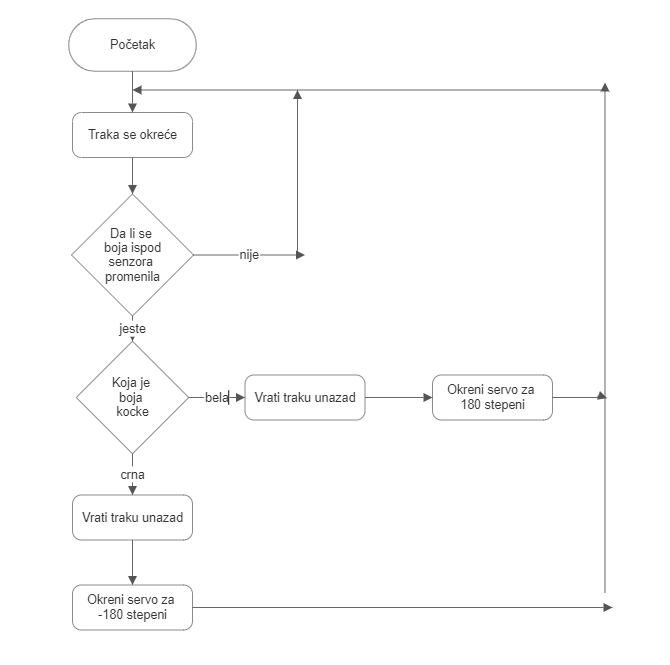 Početak
Traka se okreće
Da li se
boja ispod
senzora
promenila
nije
jeste
Koja je
boja
kocke
bela
Vrati traku unazad
Okreni servo za
180 stepeni
crna
Vrati traku unazad
Okreni servo za
-180 stepeni